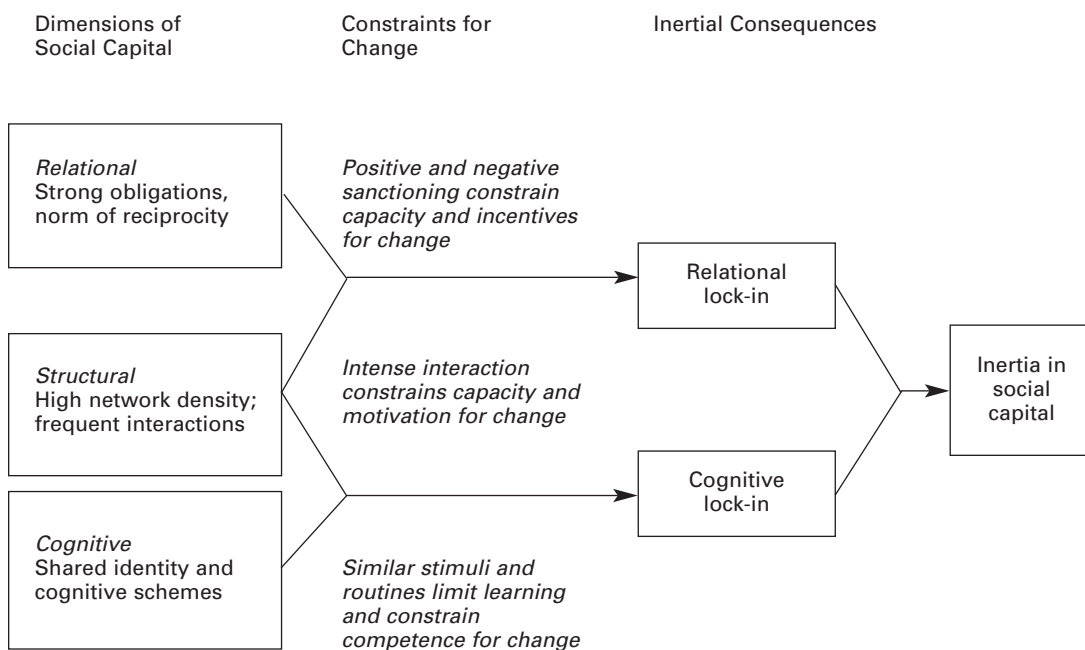 Dimensions of
Social Capital
Constraints for
Change
Inertial Consequences
Relational
Strong obligations,
norm of reciprocity
Positive and negative
sanctioning constrain
capacity and incentives
for change
Relational
lock-in
Structural
High network density;
frequent interactions
Intense interaction
constrains capacity and
motivation for change
Inertia in
social
capital
Cognitive
lock-in
Cognitive
Shared identity and
cognitive schemes
Similar stimuli and
routines limit learning
and constrain
competence for change